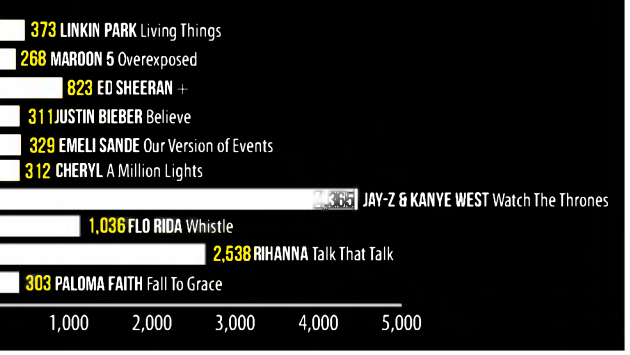 373 LINKIN PARK Living Things
268 MAROON 5 Overexposed
823 ED SHEERAN +
311 JUSTIN BIEBER Believe
329 EMELI SANDE Our Version of Events
312 CHERYL A Million Lights
JAY-Z & KANYE WEST Watch The Thrones
1,036 FLO RIDA Whistle
2,538 RIHANNA Talk That Talk
303 PALOMA FAITH Fall To Grace
1,000 2,000 3,000 4,000 5,000